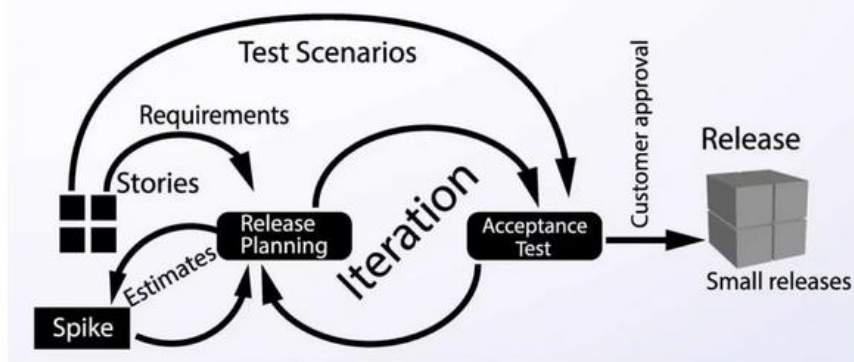 Test Scenarios
Requirements
Stories
Release
Planning
Estimates
Spike
Iteration
Acceptance
Test
Customer approval
Release
Small releases